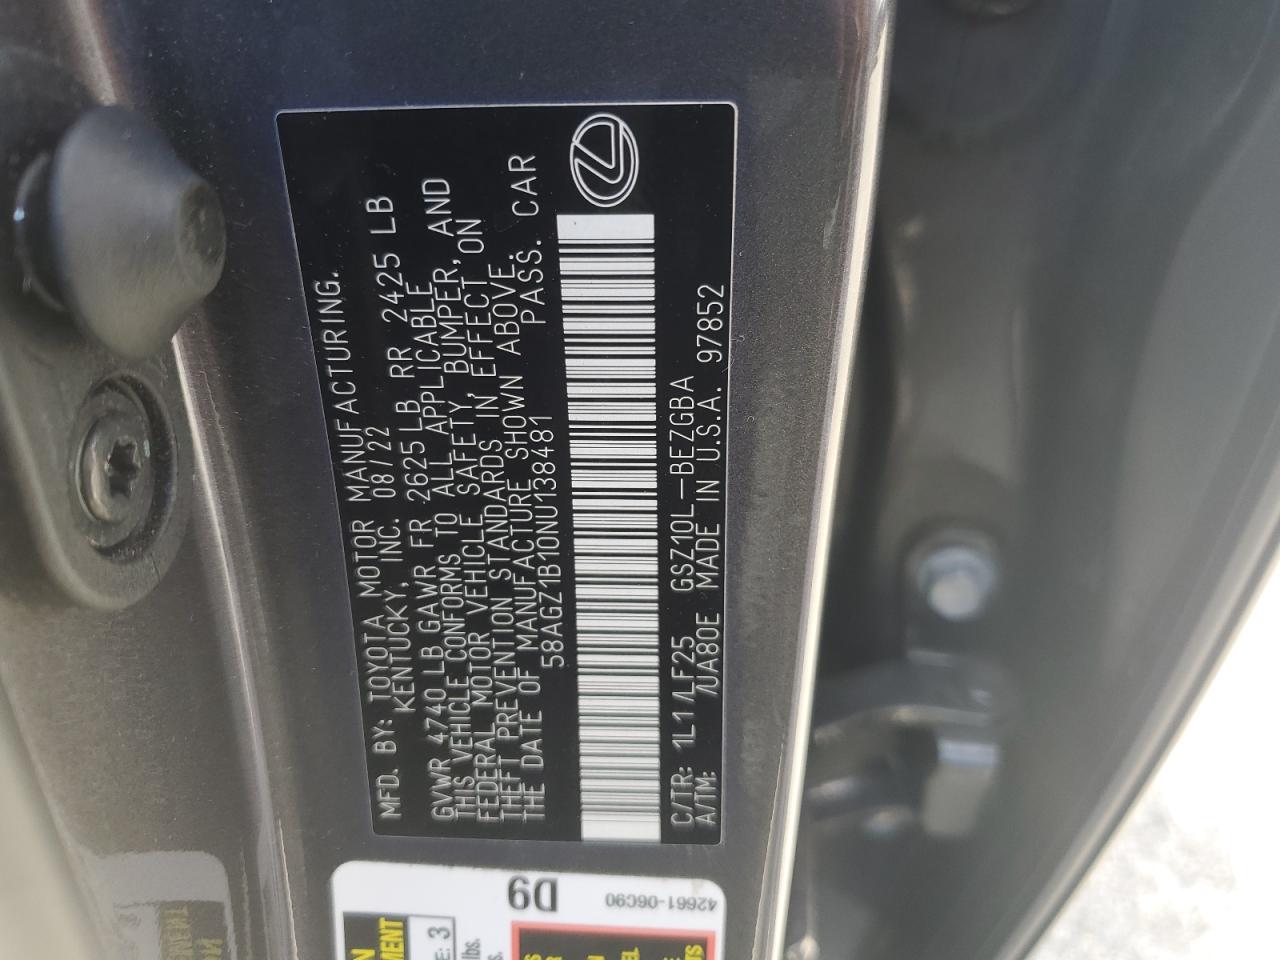 MFD. BY: TOYOTA MOTOR MANUFACTURING.
KENTUCKY, INC. 08/22
GVWR 4740 LB GAWR FR 2625 LB RR 2425 LB
THIS VEHICLE CONFORMS TO ALL APPLICABLE
FEDERAL MOTOR VEHICLE SAFETY, BUMPER, AND
THEFT PREVENTION STANDARDS IN EFFECT ON
THE DATE OF MANUFACTURE SHOWN ABOVE.
58AGZ1B10NU138481 PASS. CAR
C/TR: 1L1/LF25 GSZ10L-BEZGBA
A/TM: /UA80E MADE IN U.S.A. 97852
D9
42661-06C90
E: 3
lbs.